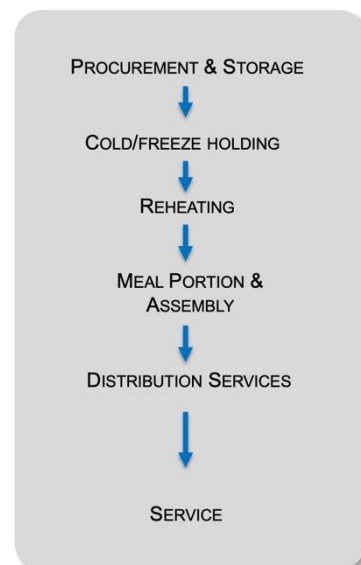 PROCUREMENT & STORAGE
COLD/FREEZE HOLDING
REHEATING
MEAL PORTION &
ASSEMBLY
DISTRIBUTION SERVICES
SERVICE